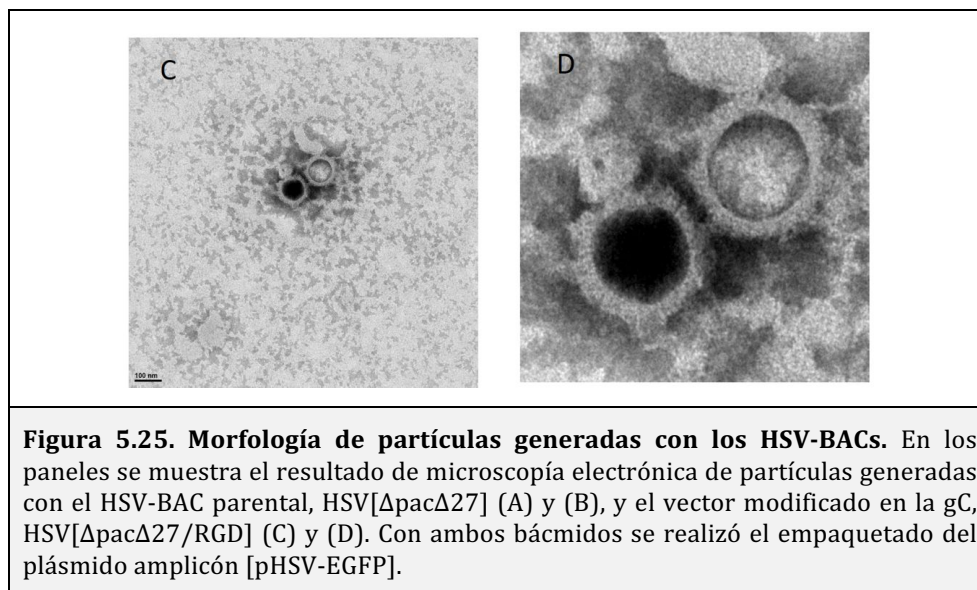 C
D
100 nm
Figura 5.25. Morfología de partículas generadas con los HSV-BACs. En los
paneles se muestra el resultado de microscopía electrónica de partículas generadas
con el HSV-BAC parental, HSV[ΔpacΔ27] (A) y (B), y el vector modificado en la gC,
HSV[ΔpacΔ27/RGD] (C) y (D). Con ambos bácmidos se realizó el empaquetado del
plásmido amplicón [pHSV-EGFP].